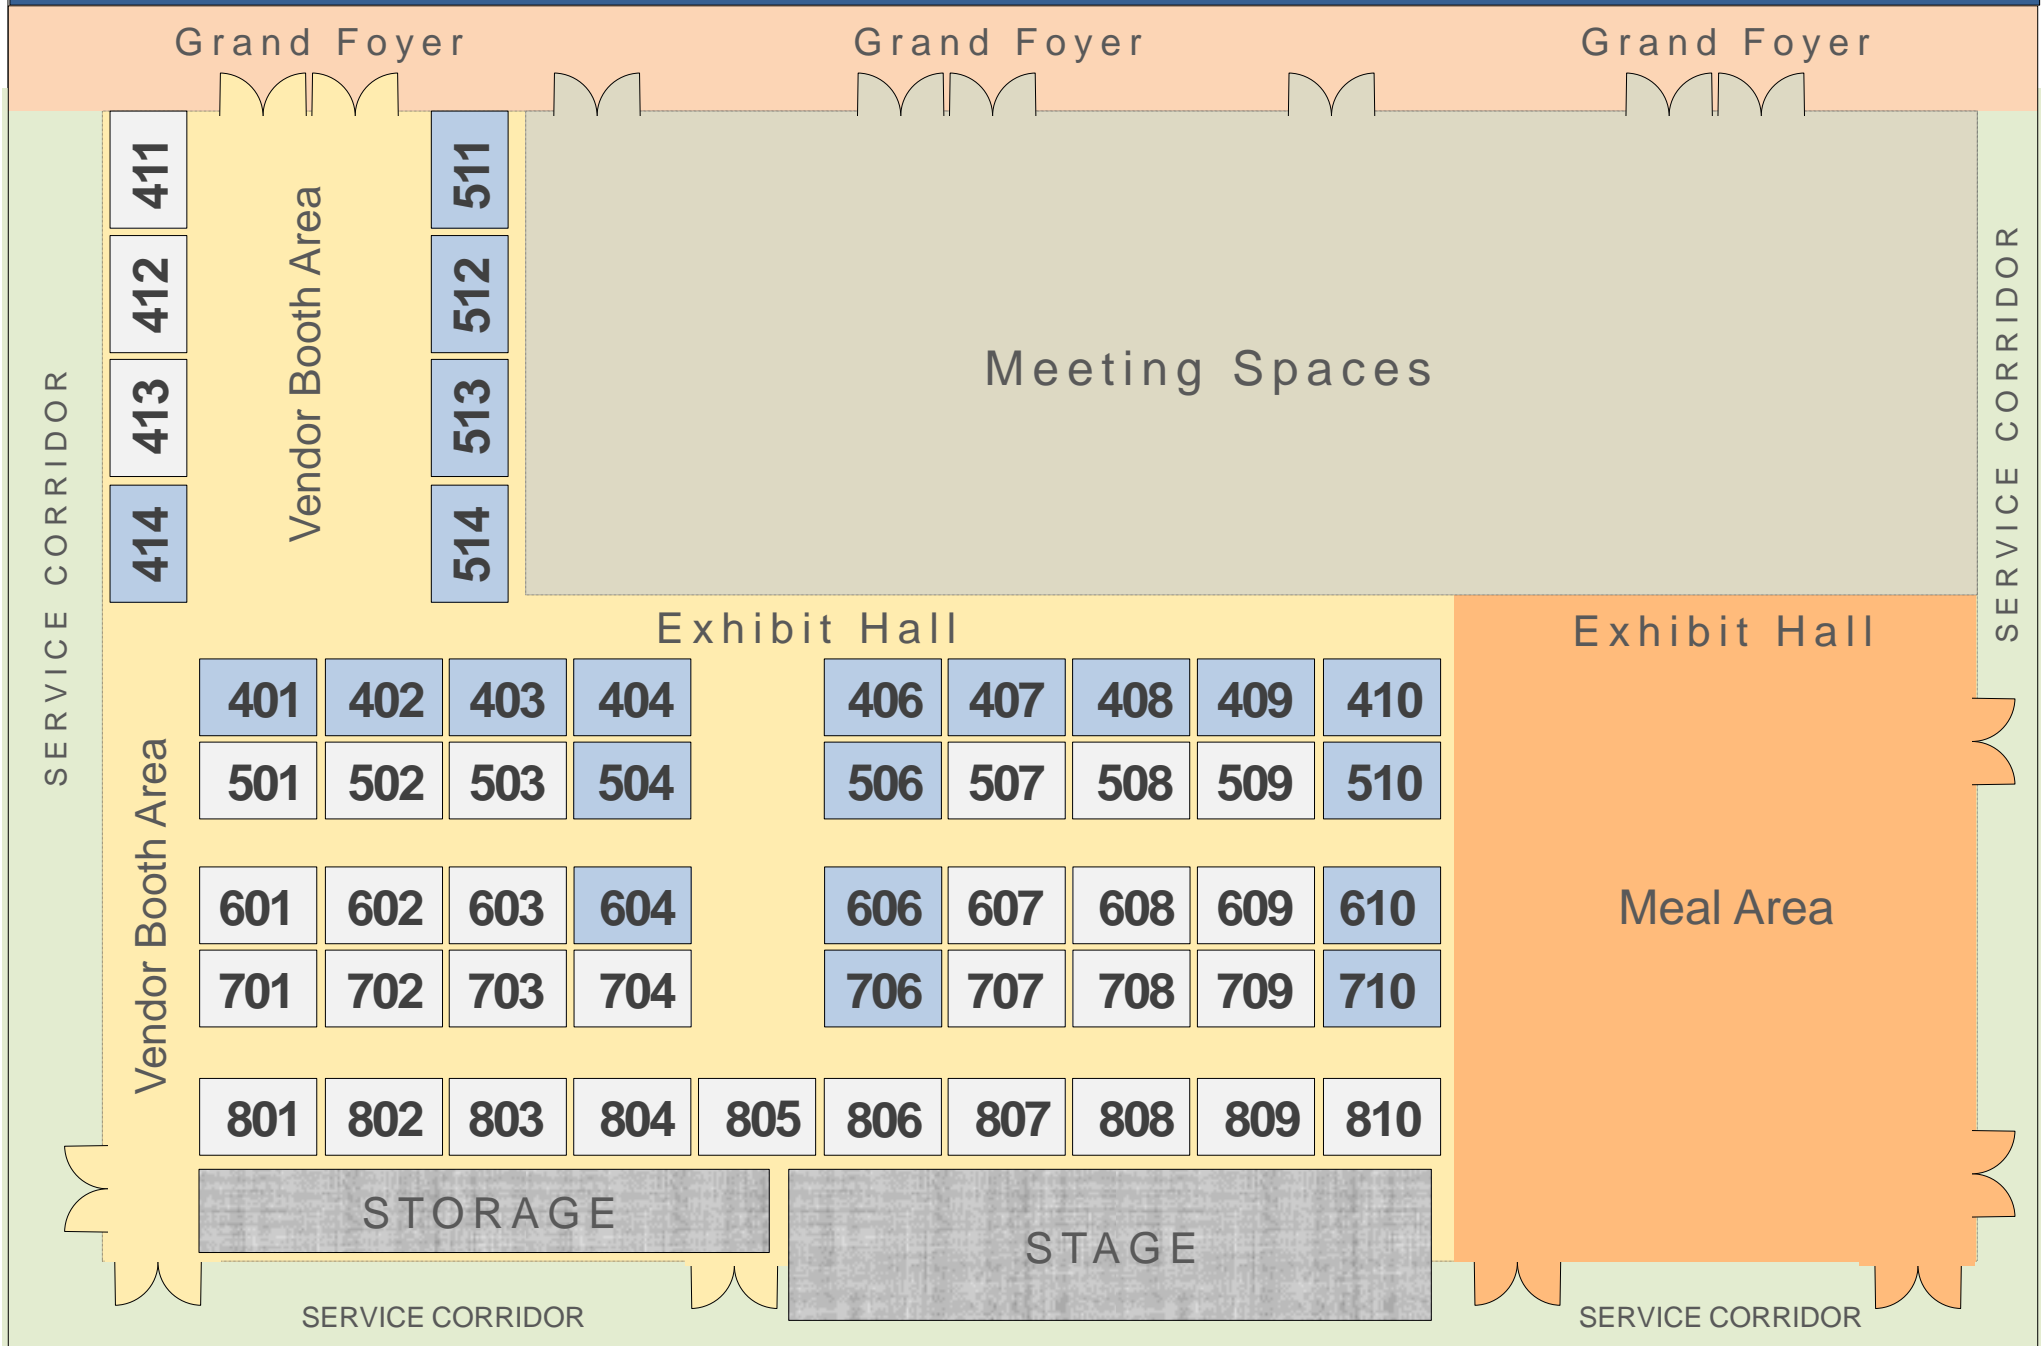 Grand Foyer
Grand Foyer
Grand Foyer
411
412
413
414
Vendor Booth Area
511
512
513
514
Meeting Spaces
SERVICE CORRIDOR
SERVICE CORRIDOR
Exhibit Hall
Exhibit Hall
401 402 403 404 406 407 408 409 410
501 502 503 504 506 507 508 509 510
Vendor Booth Area
601 602 603 604 606 607 608 609 610
Meal Area
701 702 703 704 706 707 708 709 710
801 802 803 804 805 806 807 808 809 810
STORAGE
STAGE
SERVICE CORRIDOR
SERVICE CORRIDOR